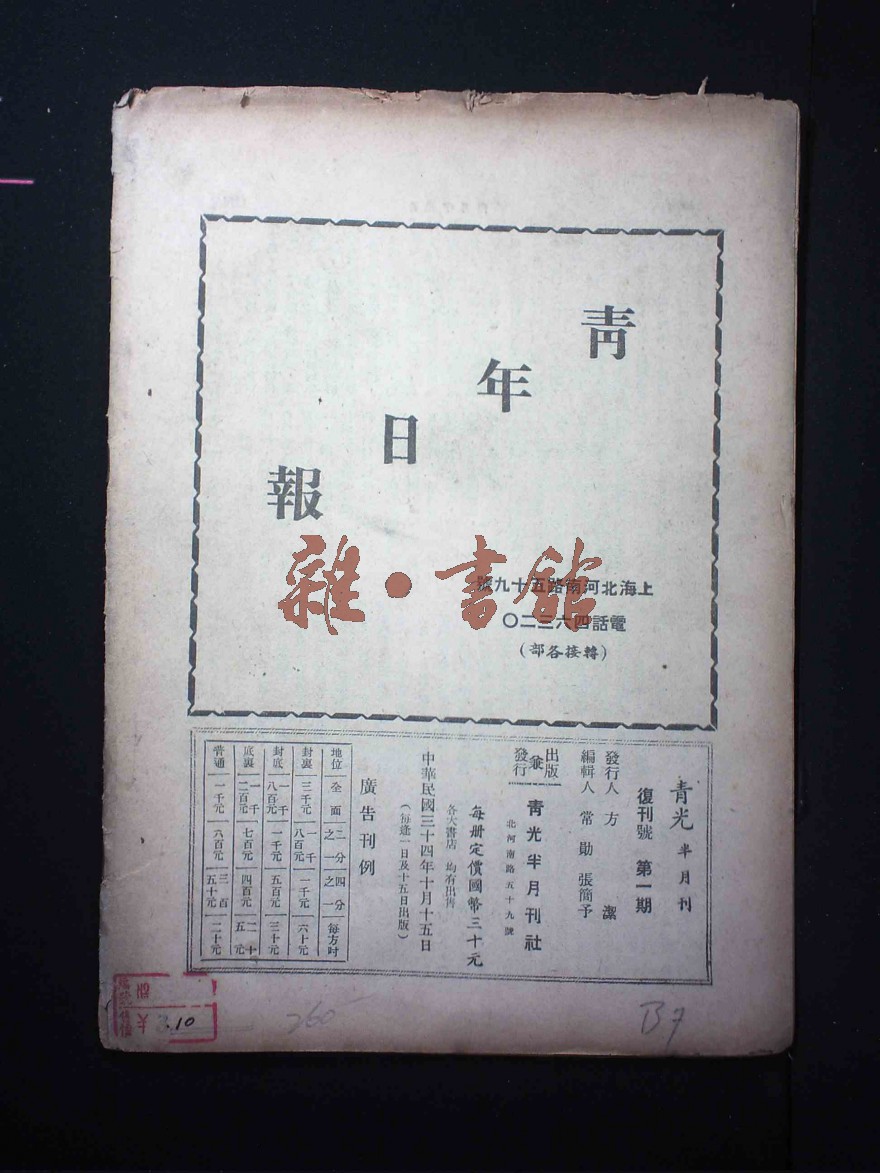 青年日報
上海北河南路五十九號
電話四六三二〇
(轉接各部)
雜·書館
青光 半月刊
復刊號 第一期
發行人 方潔
編輯人 常勛 張簡予
出版兼發行 青光半月刊社
北河南路五十九號
每册定價國幣三十元
各大書店 均有出售
中華民國三十四年十月十五日
(每逢一日及十五日出版)
廣告刊例
地位 全面 二分之一 四分之一 每方吋
封裏 三千元 一千八百元 一千元 六十元
封底 一千八百元 一千元 五百元 三十元
底裏 一千二百元 七百元 四百元 二十五元
普通 一千元 六百元 三百五十元 二十元
.10
260
B7